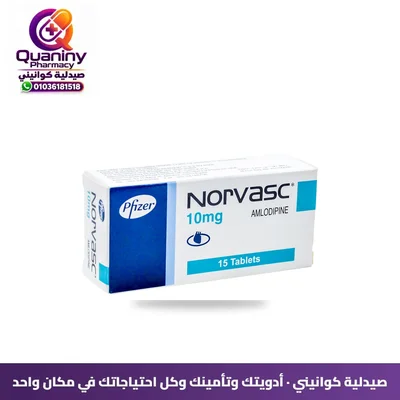 Quaniny
Pharmacy
صيدلية كوانيني
01036181518
Pfizer
NORVASC
10mg
AMLODIPINE
15 Tablets
NORVASC
10mg
صيدلية كوانيني - أدويتك وتأمينك وكل احتياجاتك في مكان واحد